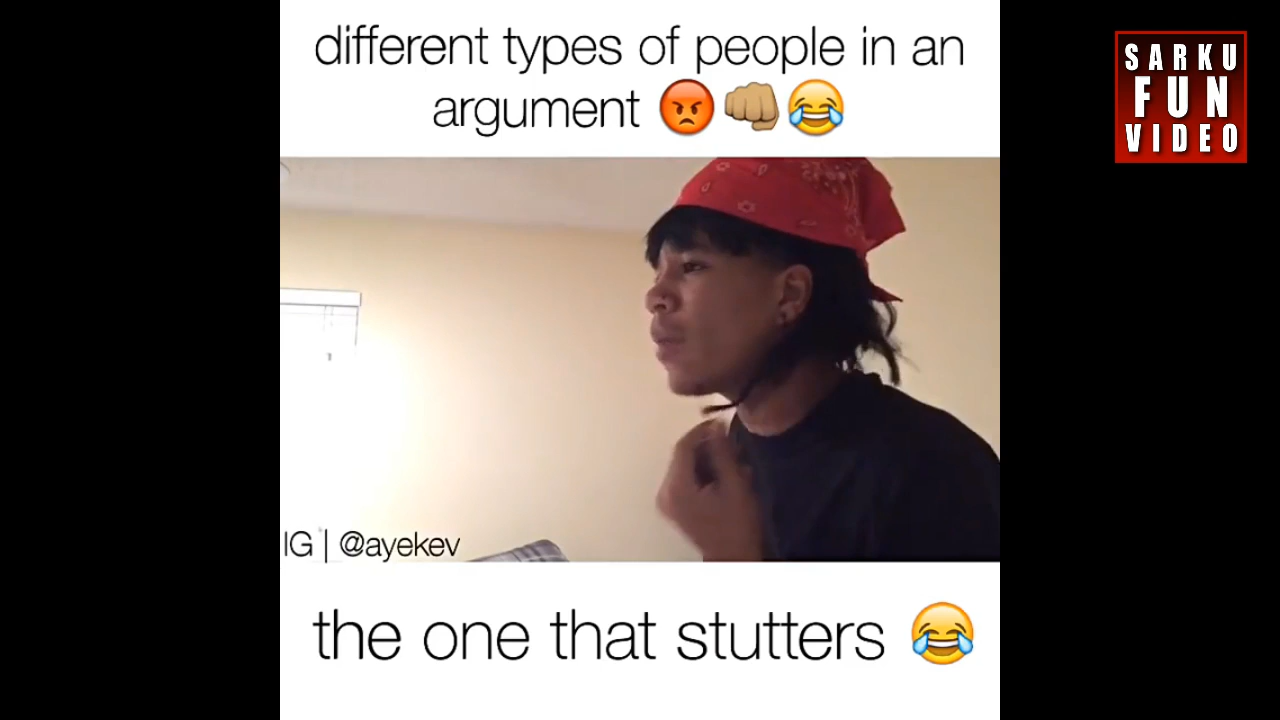 different types of people in an
argument 😡👊🏽😂
SARKU
FUN
VIDEO
IG | @ayekev
the one that stutters 😂